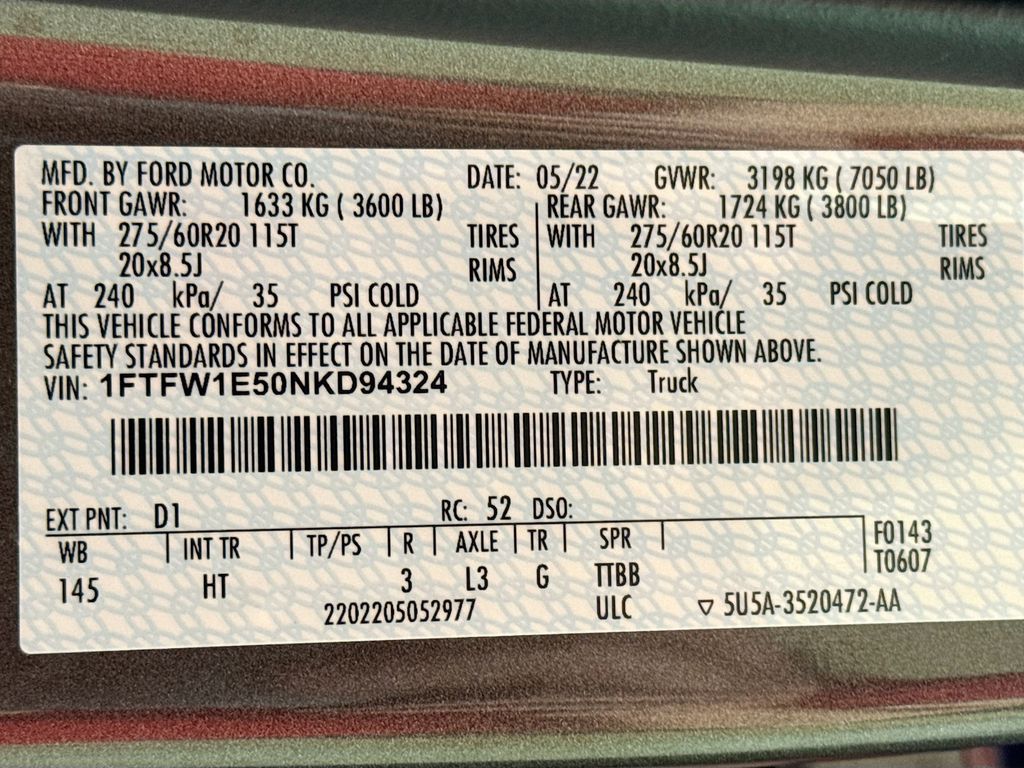 MFD. BY FORD MOTOR CO. DATE: 05/22 GVWR: 3198 KG ( 7050 LB)
FRONT GAWR: 1633 KG ( 3600 LB) REAR GAWR: 1724 KG ( 3800 LB)
WITH 275/60R20 115T TIRES WITH 275/60R20 115T TIRES
20x8.5J RIMS 20x8.5J RIMS
AT 240 kPa/ 35 PSI COLD AT 240 kPa/ 35 PSI COLD
THIS VEHICLE CONFORMS TO ALL APPLICABLE FEDERAL MOTOR VEHICLE
SAFETY STANDARDS IN EFFECT ON THE DATE OF MANUFACTURE SHOWN ABOVE.
VIN: 1FTFW1E50NKD94324 TYPE: Truck
EXT PNT: D1 RC: 52 DSO:
WB INT TR TP/PS R AXLE TR SPR F0143
T0607
145 HT 3 L3 G TTBB
2202205052977 ULC ▽ 5U5A-3520472-AA